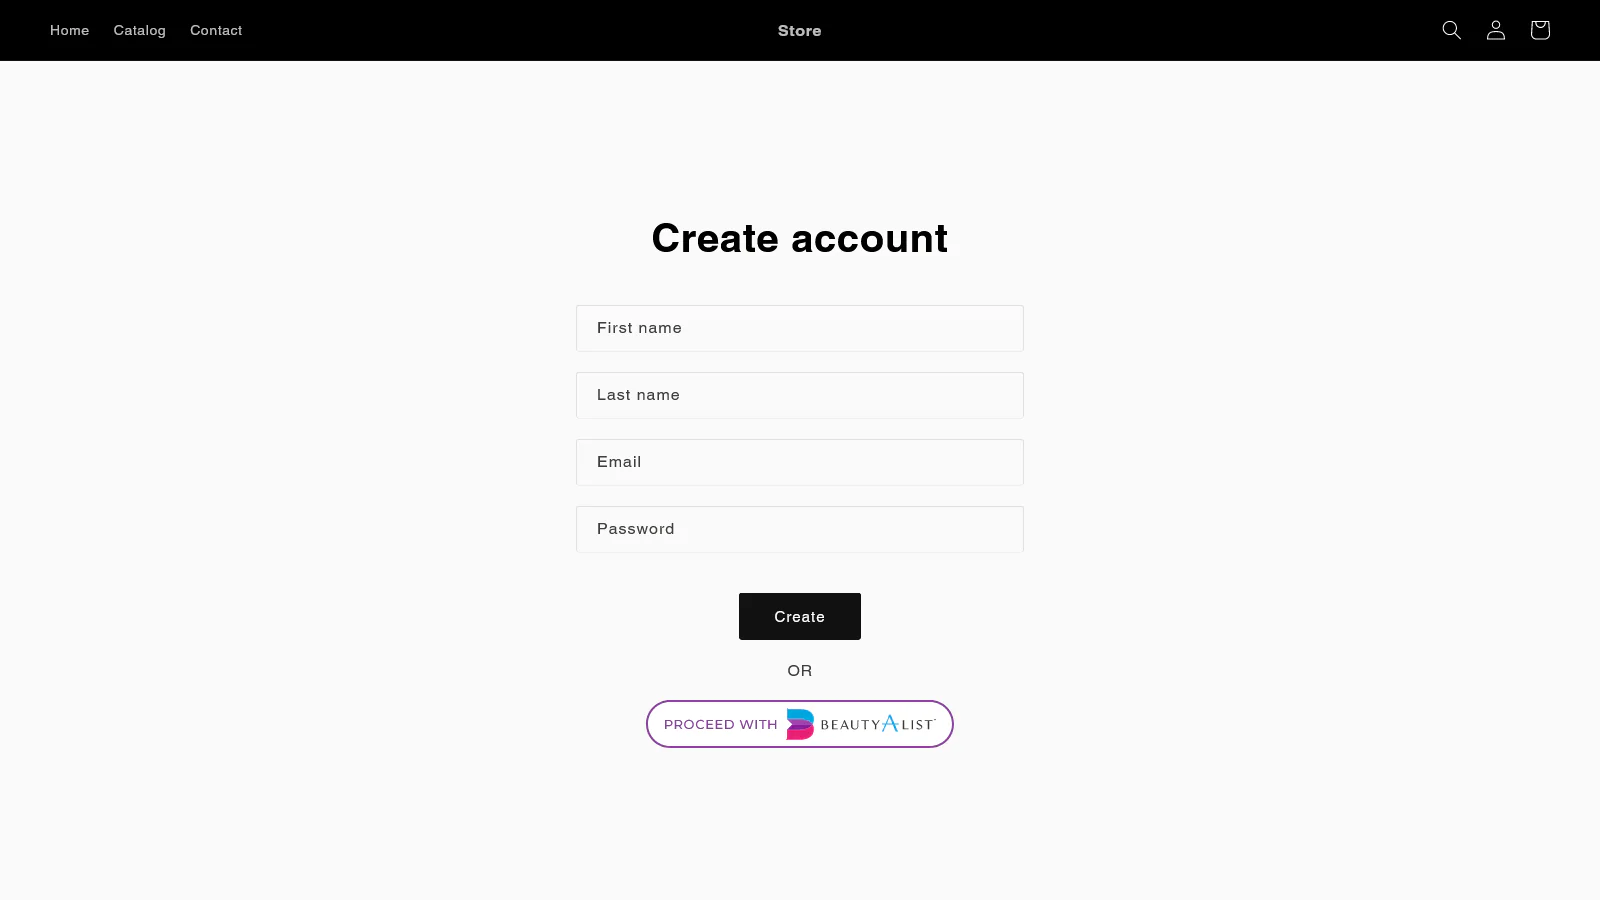 Home Catalog Contact Store
Create account
First name
Last name
Email
Password
Create
OR
PROCEED WITH BEAUTYALIST